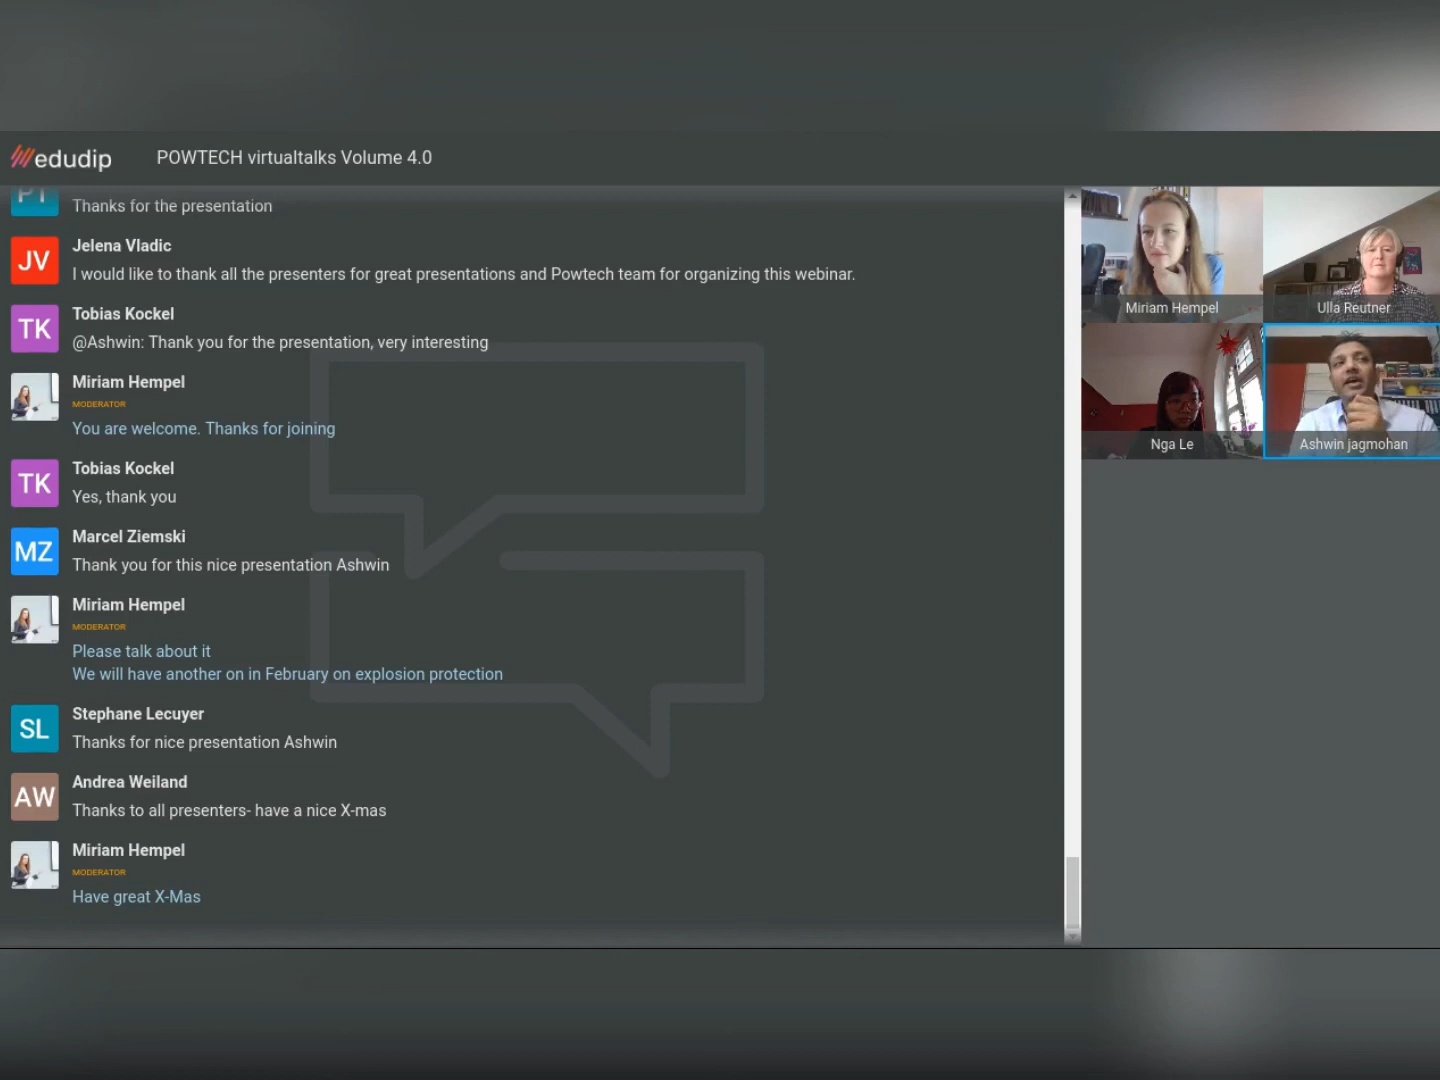 edudip
POWTECH virtualtalks Volume 4.0
PT
Thanks for the presentation
JV
Jelena Vladic
I would like to thank all the presenters for great presentations and Powtech team for organizing this webinar.
TK
Tobias Kockel
@Ashwin: Thank you for the presentation, very interesting
Miriam Hempel
MODERATOR
You are welcome. Thanks for joining
TK
Tobias Kockel
Yes, thank you
MZ
Marcel Ziemski
Thank you for this nice presentation Ashwin
Miriam Hempel
MODERATOR
Please talk about it
We will have another on in February on explosion protection
SL
Stephane Lecuyer
Thanks for nice presentation Ashwin
AW
Andrea Weiland
Thanks to all presenters- have a nice X-mas
Miriam Hempel
MODERATOR
Have great X-Mas
Miriam Hempel
Ulla Reutner
Nga Le
Ashwin jagmohan